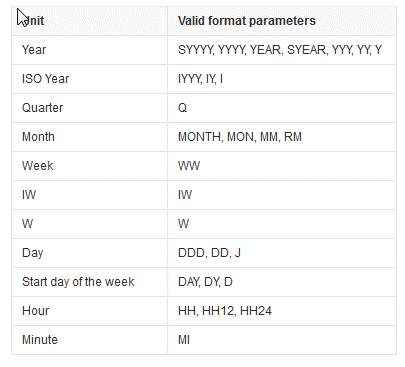 Unit Valid format parameters
Year SYYYY, YYYY, YEAR, SYEAR, YYY, YY, Y
ISO Year IYYY, IY, I
Quarter Q
Month MONTH, MON, MM, RM
Week WW
IW IW
W W
Day DDD, DD, J
Start day of the week DAY, DY, D
Hour HH, HH12, HH24
Minute MI